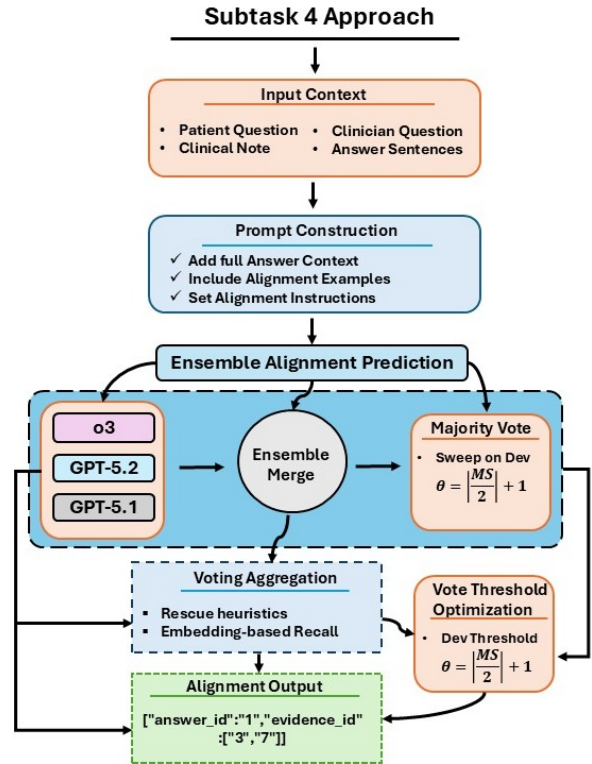 Subtask 4 Approach
Input Context
• Patient Question
• Clinical Note
• Clinician Question
• Answer Sentences
Prompt Construction
✓ Add full Answer Context
✓ Include Alignment Examples
✓ Set Alignment Instructions
Ensemble Alignment Prediction
o3
GPT-5.2
GPT-5.1
Ensemble
Merge
Majority Vote
• Sweep on Dev
θ = |MS/2| + 1
Voting Aggregation
▪ Rescue heuristics
▪ Embedding-based Recall
Vote Threshold
Optimization
• Dev Threshold
θ = |MS/2| + 1
Alignment Output
["answer_id":"1","evidence_id"
:["3","7"]]